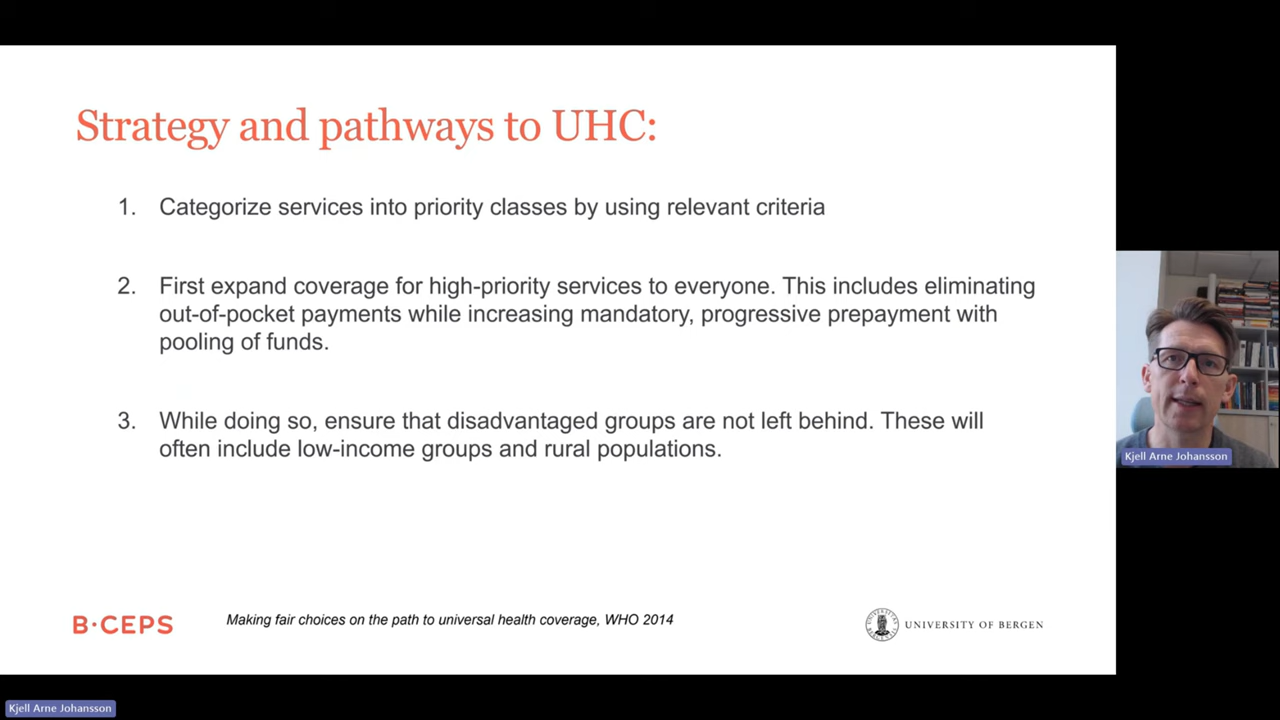 Strategy and pathways to UHC:
1. Categorize services into priority classes by using relevant criteria
2. First expand coverage for high-priority services to everyone. This includes eliminating
out-of-pocket payments while increasing mandatory, progressive prepayment with
pooling of funds.
3. While doing so, ensure that disadvantaged groups are not left behind. These will
often include low-income groups and rural populations.
Kjell Arne Johansson
B·CEPS
Making fair choices on the path to universal health coverage, WHO 2014
UNIVERSITY OF BERGEN
Kjell Arne Johansson